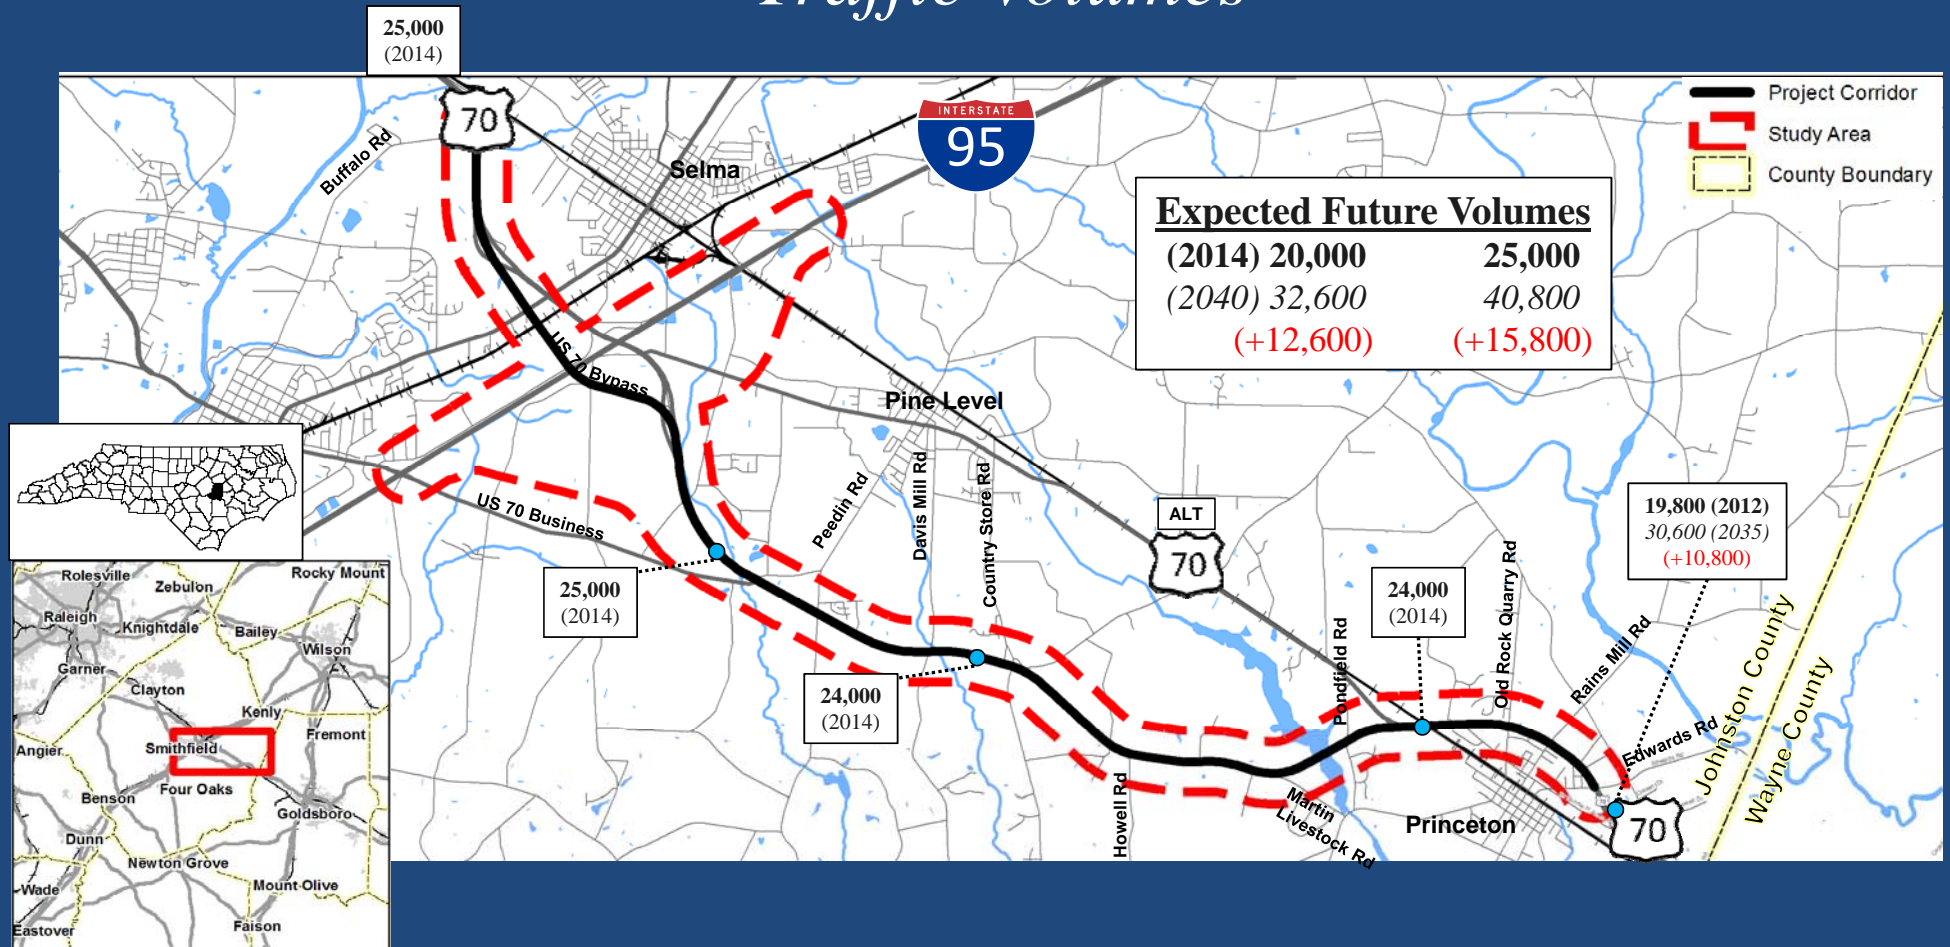 Traffic Volumes
25,000
(2014)
70
INTERSTATE
95
Project Corridor
Study Area
County Boundary
Buffalo Rd
Selma
Expected Future Volumes
(2014) 20,000 25,000
(2040) 32,600 40,800
(+12,600) (+15,800)
US 70 Bypass
Pine Level
US 70 Business
Peedin Rd
Davis Mill Rd
Country Store Rd
ALT
70
25,000
(2014)
24,000
(2014)
24,000
(2014)
19,800 (2012)
30,600 (2035)
(+10,800)
Pondfield Rd
Old Rock Quarry Rd
Rains Mill Rd
Edwards Rd
Johnston County
Wayne County
Howell Rd
Martin
Livestock Rd
Princeton
70
Rolesville
Zebulon
Rocky Mount
Raleigh
Knightdale
Bailey
Wilson
Garner
Clayton
Kenly
Angier
Smithfield
Fremont
Four Oaks
Benson
Goldsboro
Dunn
Newton Grove
Wade
Mount Olive
Eastover
Faison